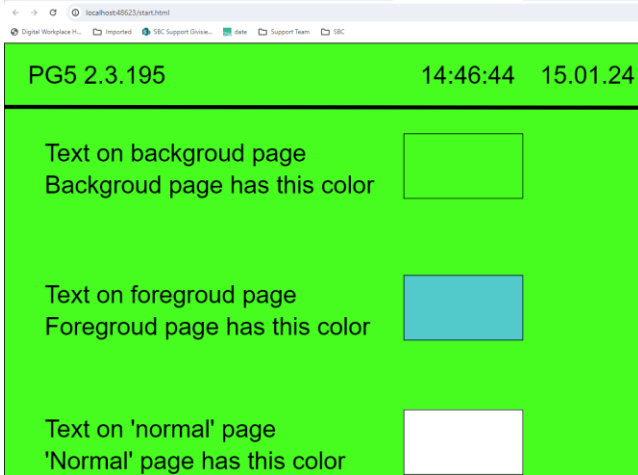 localhost:48623/start.html
Digital Workplace H... Imported SBC Support Givisie... date Support Team SBC
PG5 2.3.195 14:46:44 15.01.24
Text on backgroud page
Backgroud page has this color
Text on foregroud page
Foregroud page has this color
Text on 'normal' page
'Normal' page has this color